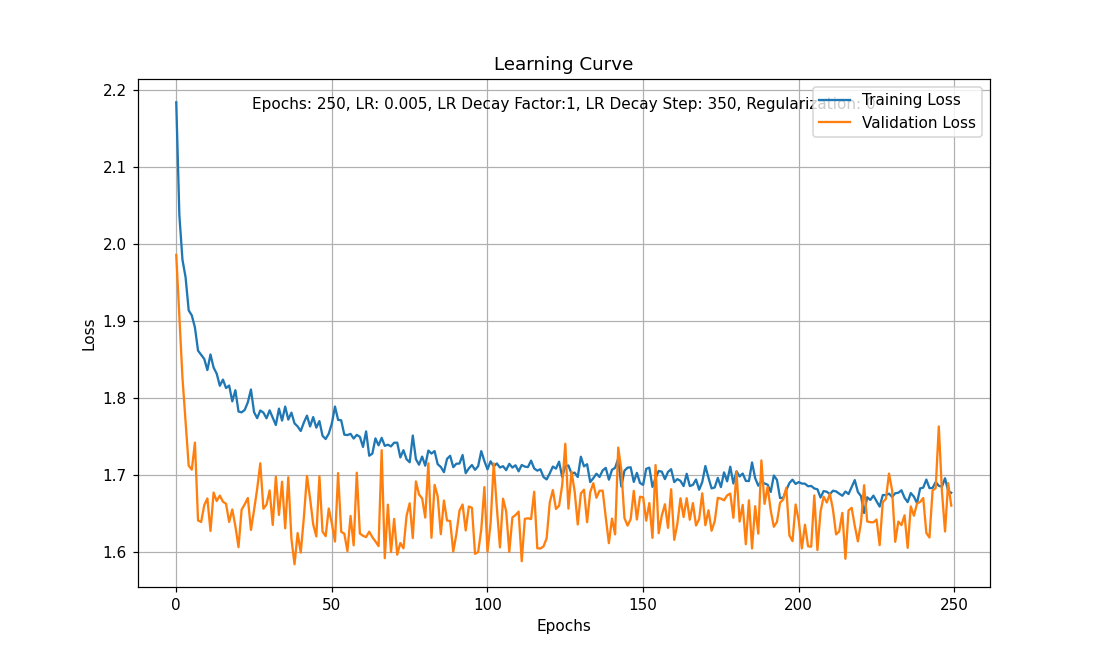 Learning Curve
Epochs: 250, LR: 0.005, LR Decay Factor:1, LR Decay Step: 350, Regularization: 0
Training Loss
Validation Loss
2.2
2.1
2.0
1.9
1.8
1.7
1.6
Loss
0 50 100 150 200 250
Epochs